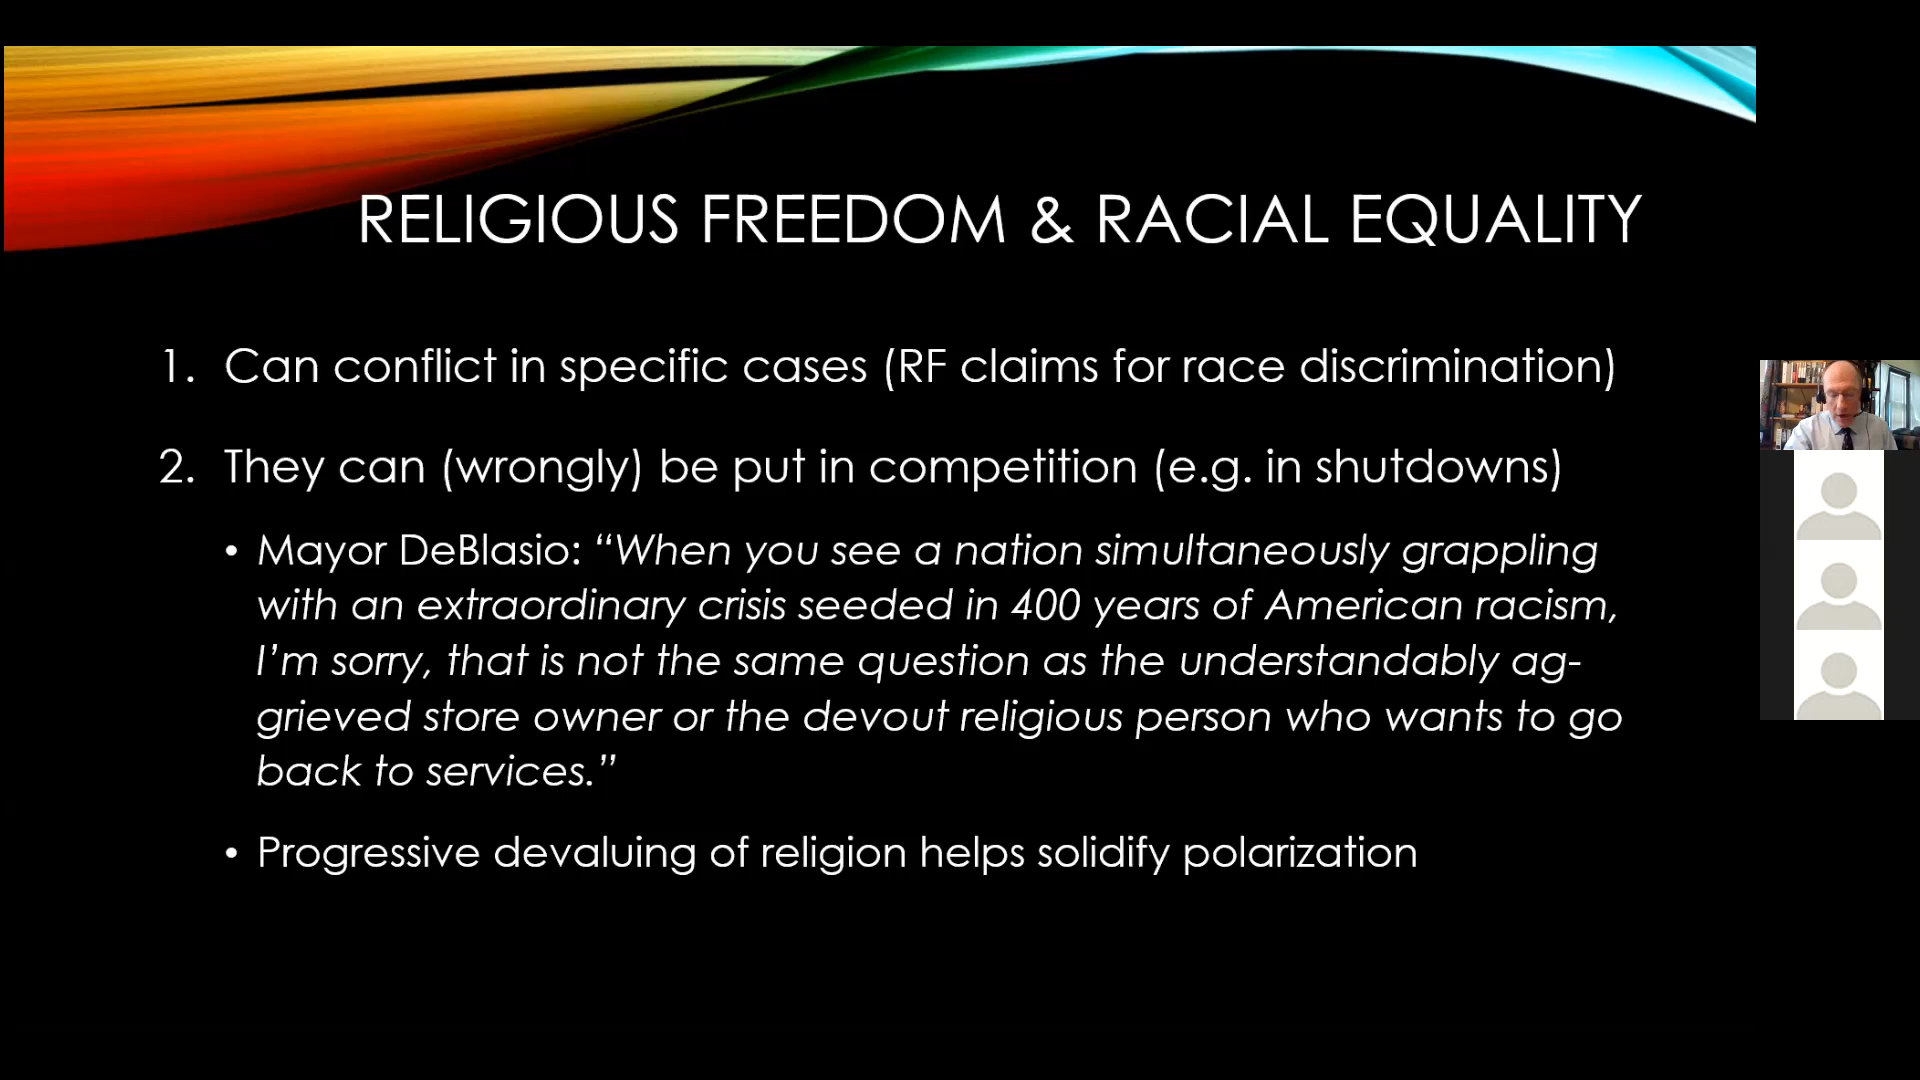 RELIGIOUS FREEDOM & RACIAL EQUALITY
1. Can conflict in specific cases (RF claims for race discrimination)
2. They can (wrongly) be put in competition (e.g. in shutdowns)
• Mayor DeBlasio: “When you see a nation simultaneously grappling
with an extraordinary crisis seeded in 400 years of American racism,
I’m sorry, that is not the same question as the understandably ag-
grieved store owner or the devout religious person who wants to go
back to services.”
• Progressive devaluing of religion helps solidify polarization